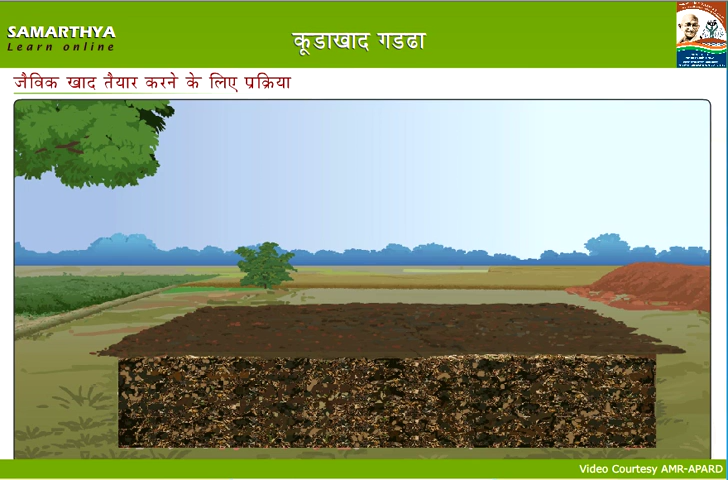 SAMARTHYA
Learn online
कूडाखाद गडढा
जैविक खाद तैयार करने के लिए प्रक्रिया
Video Courtesy AMR-APARD